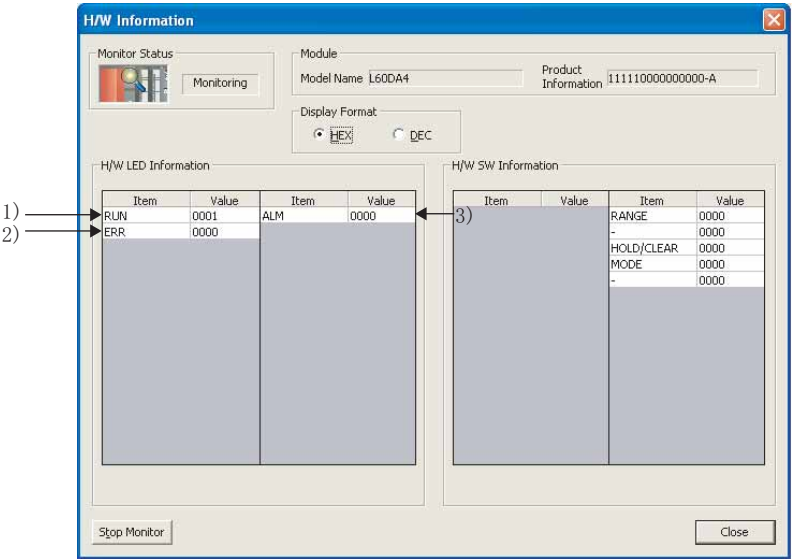 H/W Information
Monitor Status
Monitoring
Module
Model Name L60DA4
Product Information 111110000000000-A
Display Format
HEX DEC
H/W LED Information
H/W SW Information
Item Value Item Value
Item Value Item Value
1) RUN 0001 ALM 0000 3)
2) ERR 0000
RANGE 0000
- 0000
HOLD/CLEAR 0000
MODE 0000
- 0000
Stop Monitor
Close